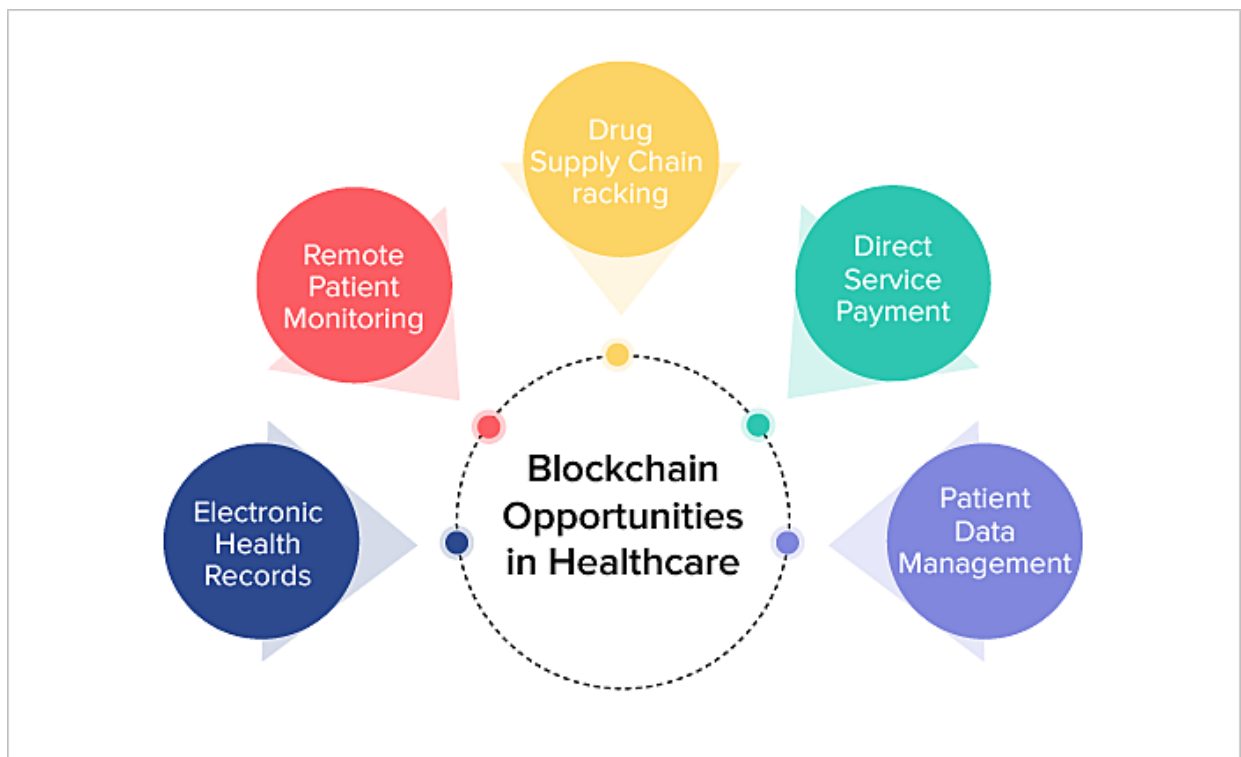 Drug
Supply Chain
racking
Remote
Patient
Monitoring
Direct
Service
Payment
Electronic
Health
Records
Blockchain
Opportunities
in Healthcare
Patient
Data
Management